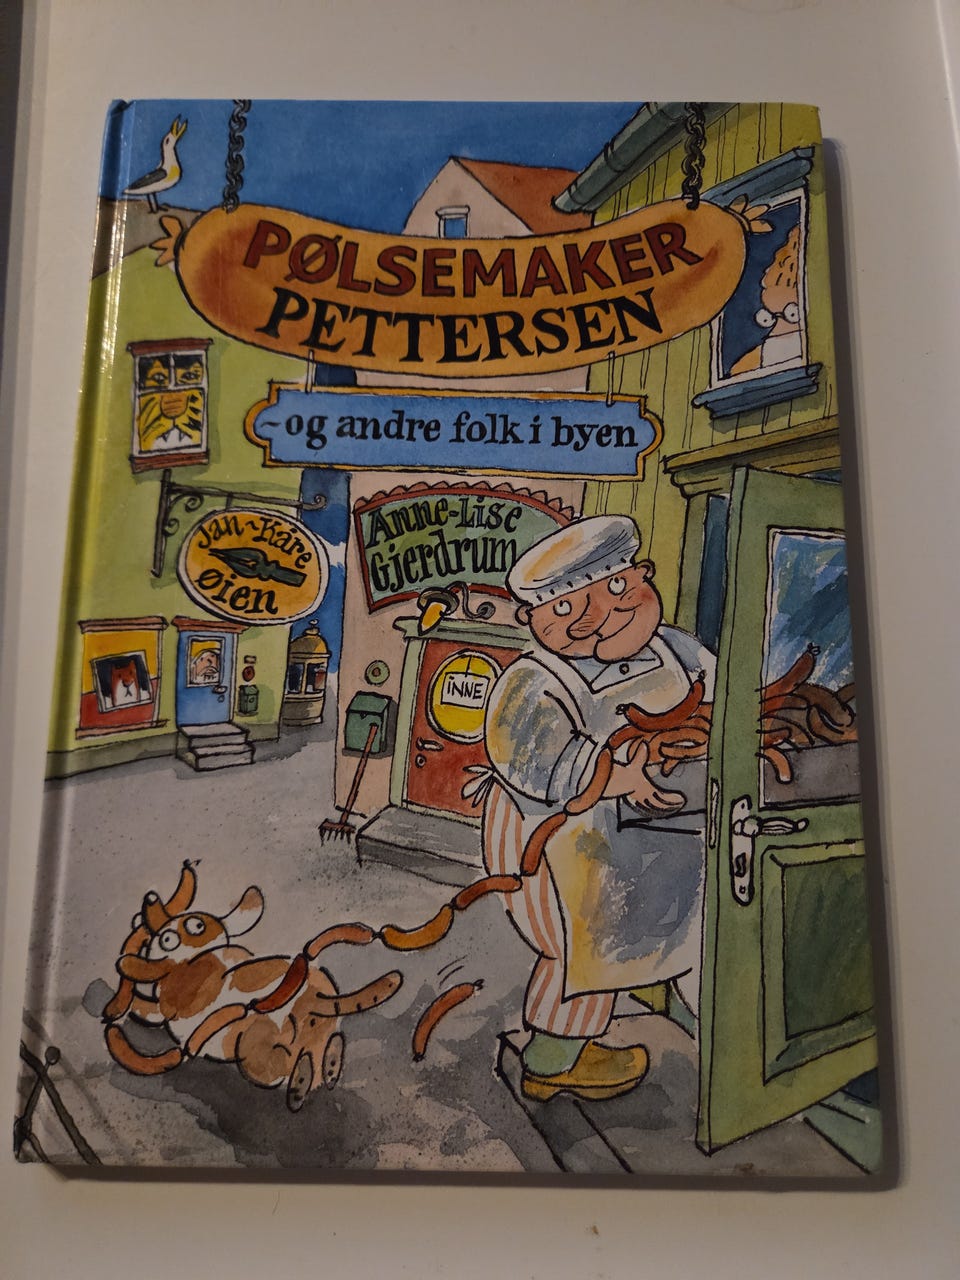 PØLSEMAKER
PETTERSEN
~og andre folk i byen
Anne-Lise
Gjerdrum
Jan~Kåre
Øien
iNNE